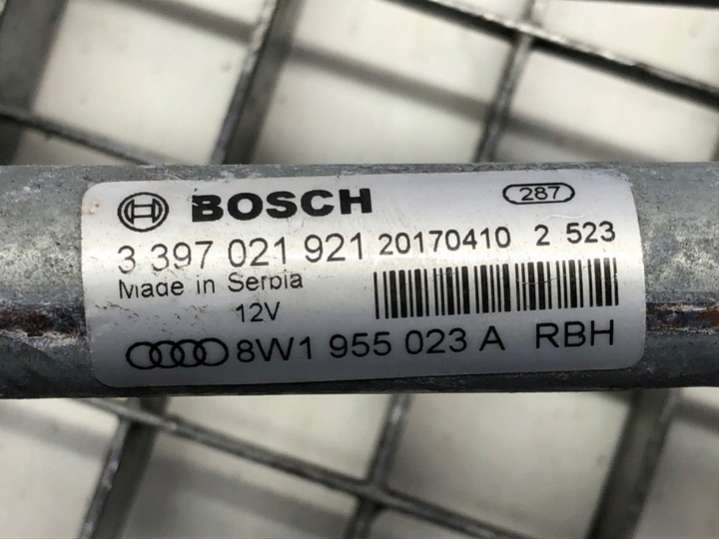 BOSCH 287
3 397 021 921 20170410 2 523
Made in Serbia
12V
8W1 955 023 A RBH